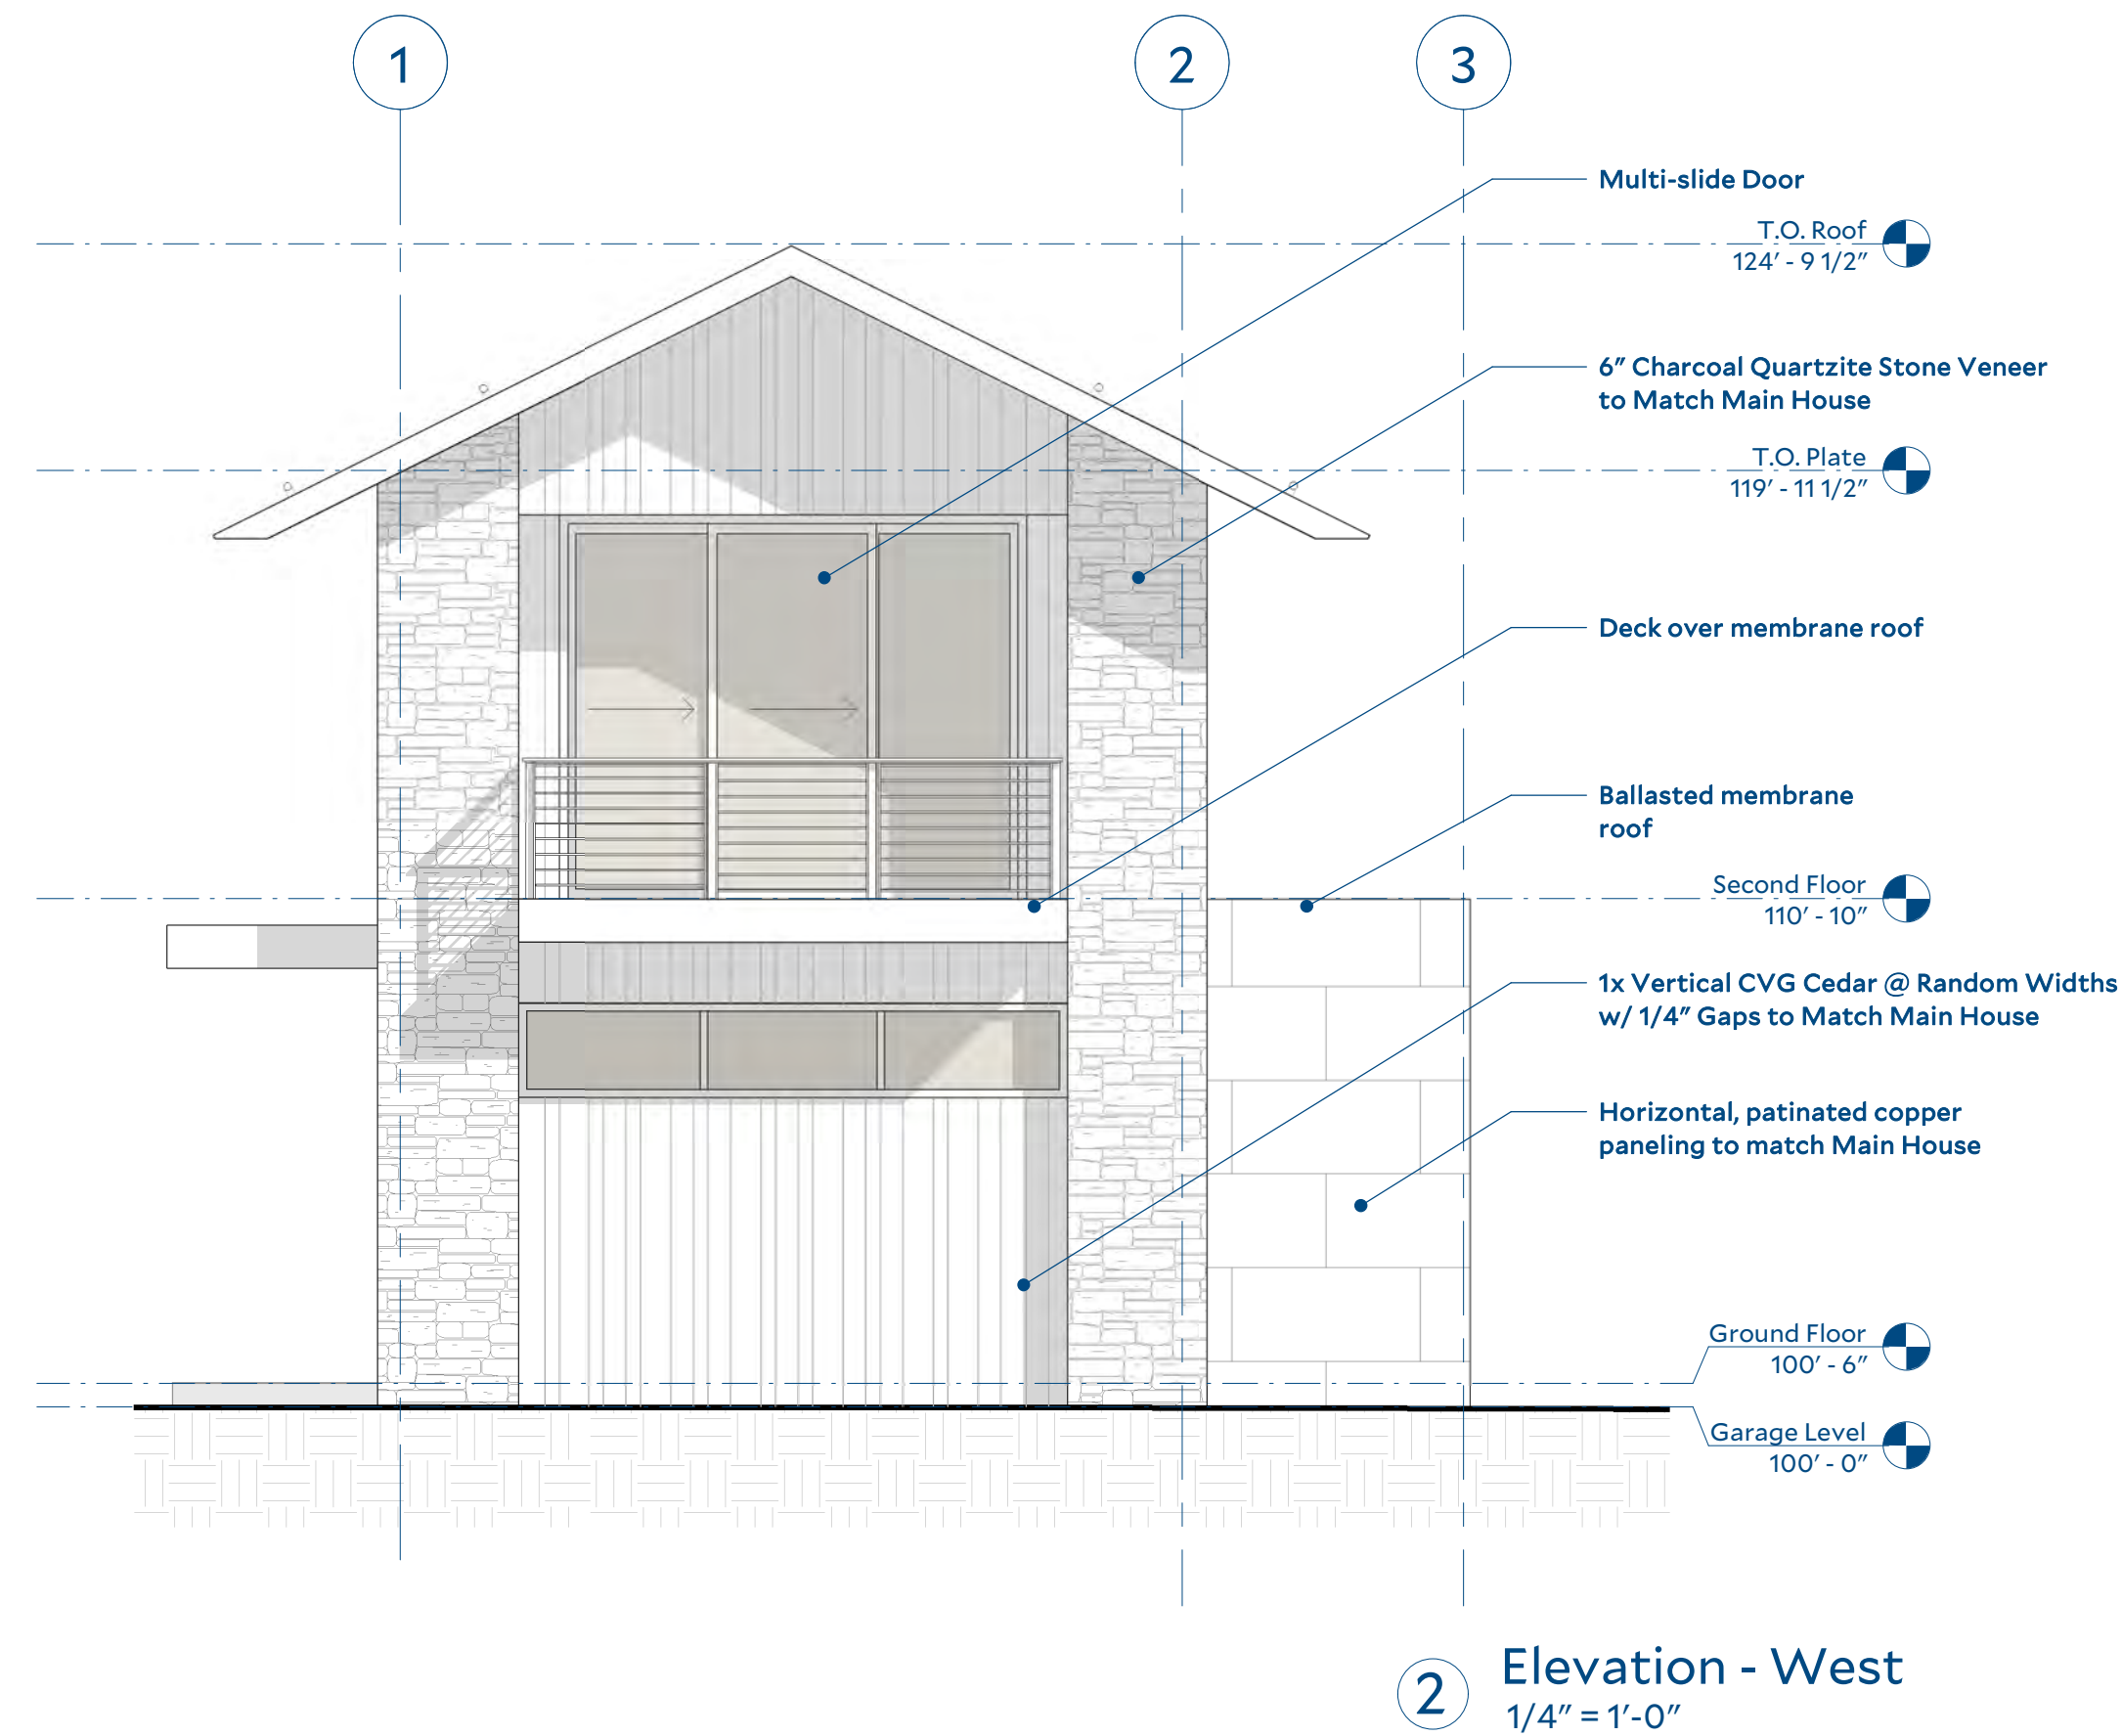 1
2
3
Multi-slide Door
T.O. Roof
124′ - 9 1/2″
6″ Charcoal Quartzite Stone Veneer
to Match Main House
T.O. Plate
119′ - 11 1/2″
Deck over membrane roof
Ballasted membrane
roof
Second Floor
110′ - 10″
1x Vertical CVG Cedar @ Random Widths
w/ 1/4″ Gaps to Match Main House
Horizontal, patinated copper
paneling to match Main House
Ground Floor
100′ - 6″
Garage Level
100′ - 0″
2
Elevation - West
1/4″ = 1′-0″